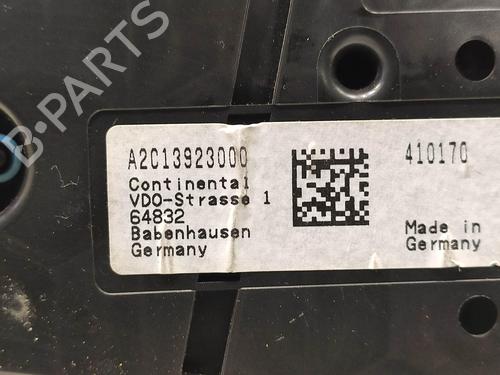 B-PARTS
A2C13923000
410170
Continental
VDO-Strasse 1
64832
Babenhausen
Germany
Made in
Germany